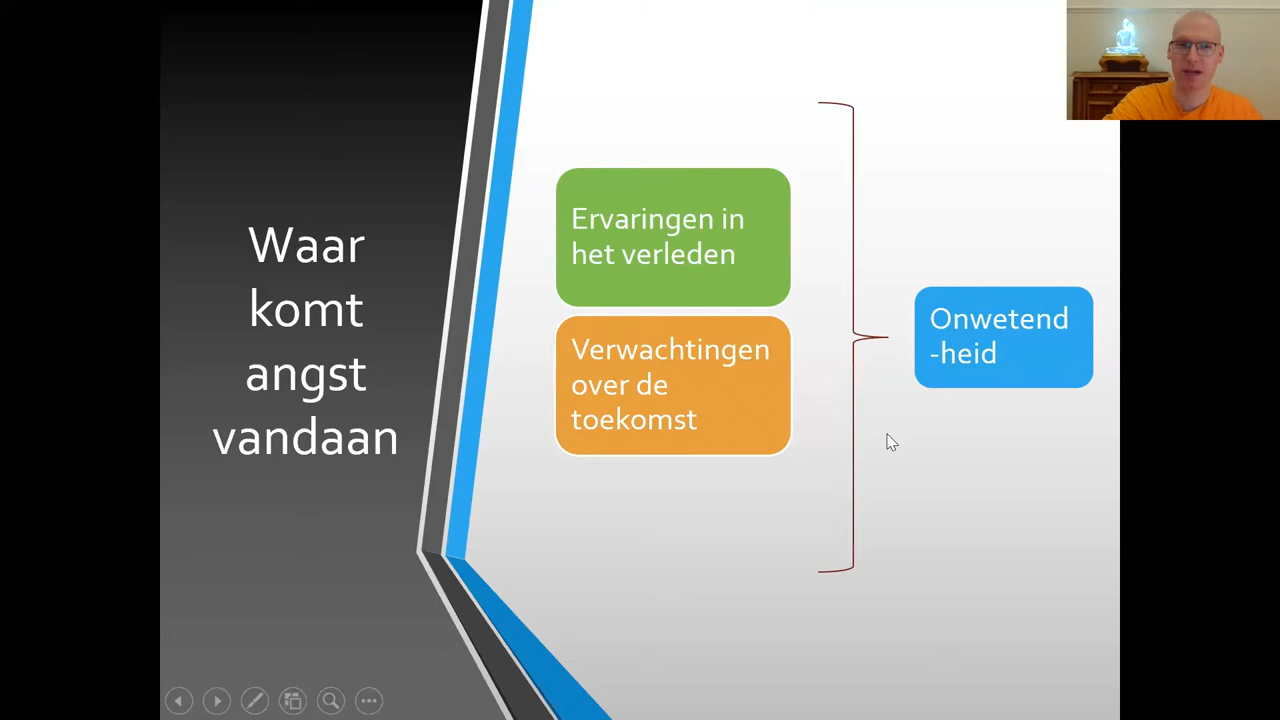 Waar
komt
angst
vandaan
Ervaringen in
het verleden
Verwachtingen
over de
toekomst
Onwetend
-heid